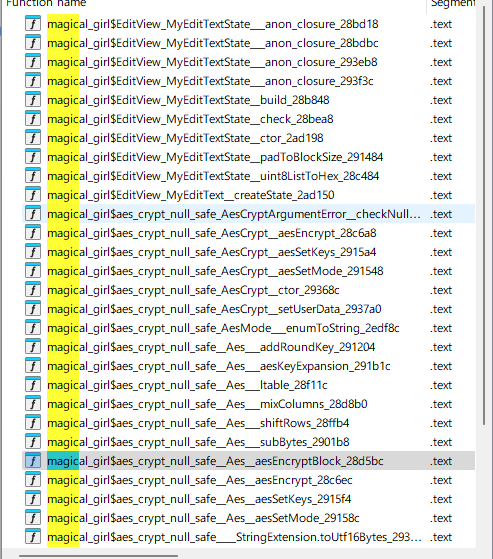 Function name Segment
magical_girl$EditView_MyEditTextState___anon_closure_28bd18 .text
magical_girl$EditView_MyEditTextState___anon_closure_28bdbc .text
magical_girl$EditView_MyEditTextState___anon_closure_293eb8 .text
magical_girl$EditView_MyEditTextState___anon_closure_293f3c .text
magical_girl$EditView_MyEditTextState__build_28b848 .text
magical_girl$EditView_MyEditTextState__check_28bea8 .text
magical_girl$EditView_MyEditTextState__ctor_2ad198 .text
magical_girl$EditView_MyEditTextState__padToBlockSize_291484 .text
magical_girl$EditView_MyEditTextState__uint8ListToHex_28c484 .text
magical_girl$EditView_MyEditText__createState_2ad150 .text
magical_girl$aes_crypt_null_safe_AesCryptArgumentError__checkNull... .text
magical_girl$aes_crypt_null_safe_AesCrypt__aesEncrypt_28c6a8 .text
magical_girl$aes_crypt_null_safe_AesCrypt__aesSetKeys_2915a4 .text
magical_girl$aes_crypt_null_safe_AesCrypt__aesSetMode_291548 .text
magical_girl$aes_crypt_null_safe_AesCrypt__ctor_29368c .text
magical_girl$aes_crypt_null_safe_AesCrypt__setUserData_2937a0 .text
magical_girl$aes_crypt_null_safe_AesMode__enumToString_2edf8c .text
magical_girl$aes_crypt_null_safe__Aes___addRoundKey_291204 .text
magical_girl$aes_crypt_null_safe__Aes___aesKeyExpansion_291b1c .text
magical_girl$aes_crypt_null_safe__Aes___ltable_28f11c .text
magical_girl$aes_crypt_null_safe__Aes___mixColumns_28d8b0 .text
magical_girl$aes_crypt_null_safe__Aes___shiftRows_28ffb4 .text
magical_girl$aes_crypt_null_safe__Aes___subBytes_2901b8 .text
magical_girl$aes_crypt_null_safe__Aes__aesEncryptBlock_28d5bc .text
magical_girl$aes_crypt_null_safe__Aes__aesEncrypt_28c6ec .text
magical_girl$aes_crypt_null_safe__Aes__aesSetKeys_2915f4 .text
magical_girl$aes_crypt_null_safe__Aes__aesSetMode_29158c .text
magical_girl$aes_crypt_null_safe____StringExtension.toUtf16Bytes_293... .text